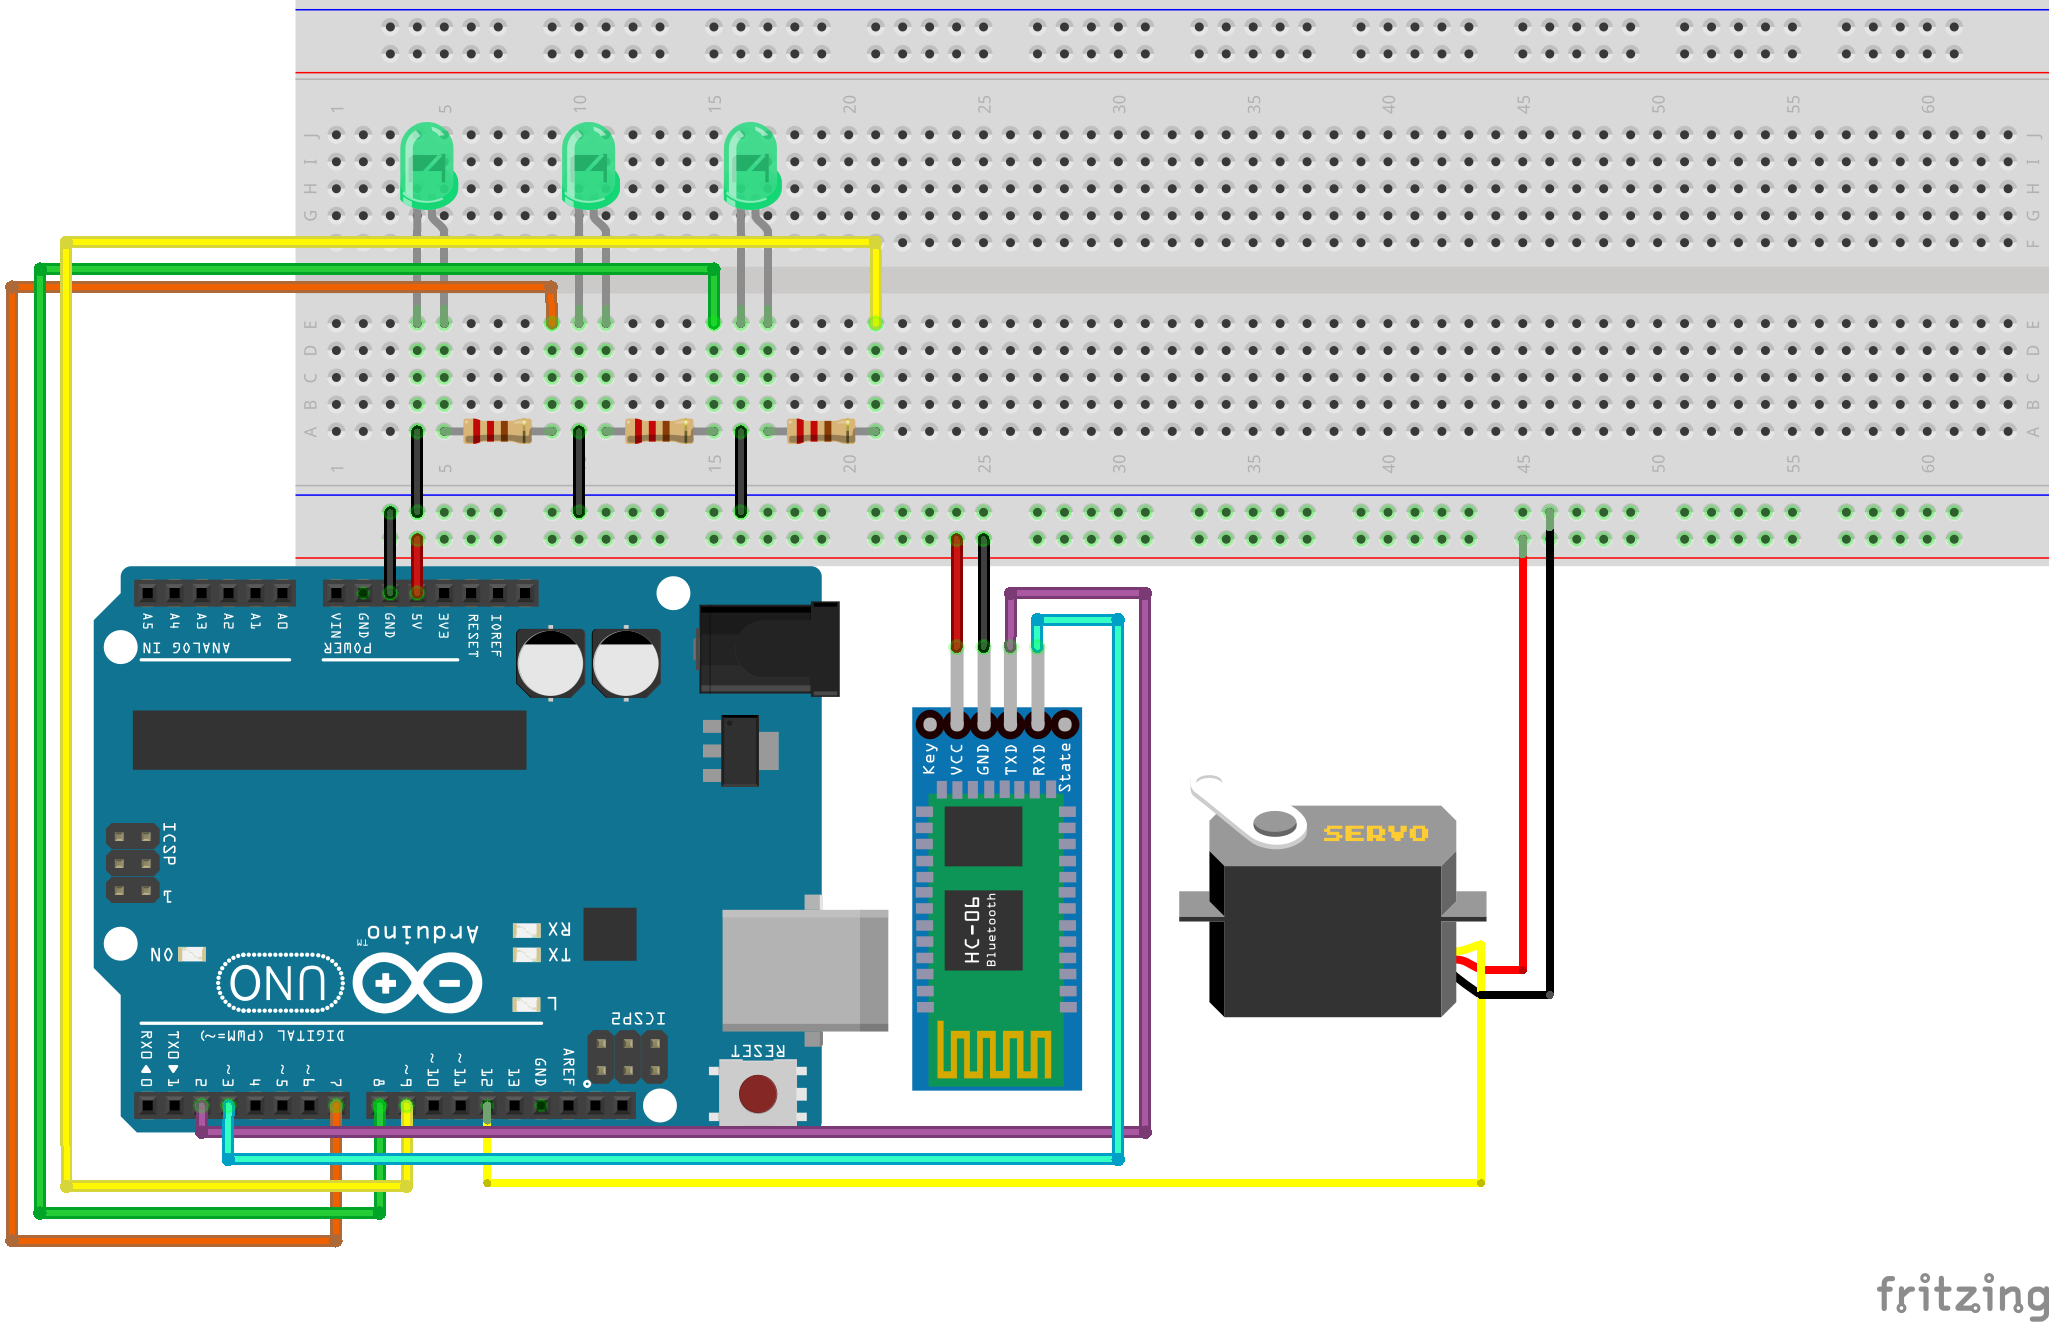 1 5 10 15 20 25 30 35 40 45 50 55 60
J J
I I
H H
G G
F F
E E
D D
C C
B B
A A
1 5 10 15 20 25 30 35 40 45 50 55 60
A5 A4 A3 A2 A1 A0 VIN GND GND 5V 3V3 RESET IOREF
ANALOG IN POWER
Key VCC GND TXD RXD State
ICSP
1
SERVO
HC-06
Bluetooth
Arduino™
RX
TX
ON
UNO
L
ICSP2
DIGITAL (PWM=~)
RESET
RX0 TX0
0 1 2 ~3 4 ~5 ~6 7 8 ~9 ~10 ~11 12 13 GND AREF
fritzing